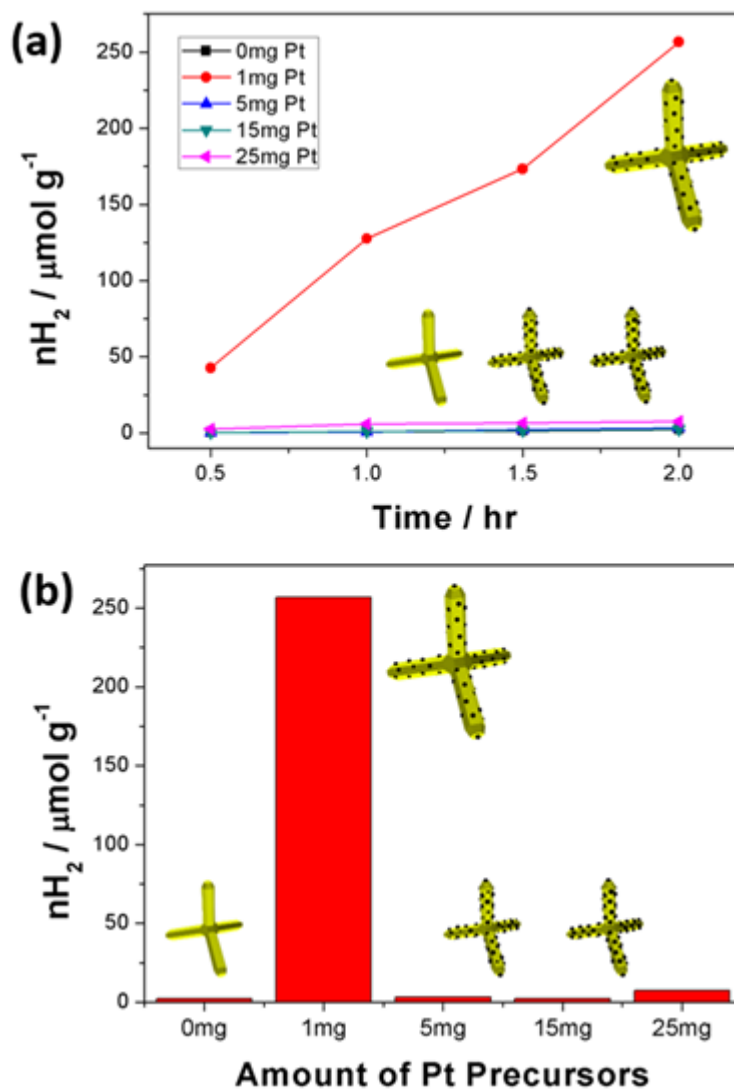 (a)
0mg Pt
1mg Pt
5mg Pt
15mg Pt
25mg Pt
250
200
150
100
50
0
nH₂ / μmol g⁻¹
0.5 1.0 1.5 2.0
Time / hr
(b)
250
200
150
100
50
0
nH₂ / μmol g⁻¹
0mg 1mg 5mg 15mg 25mg
Amount of Pt Precursors